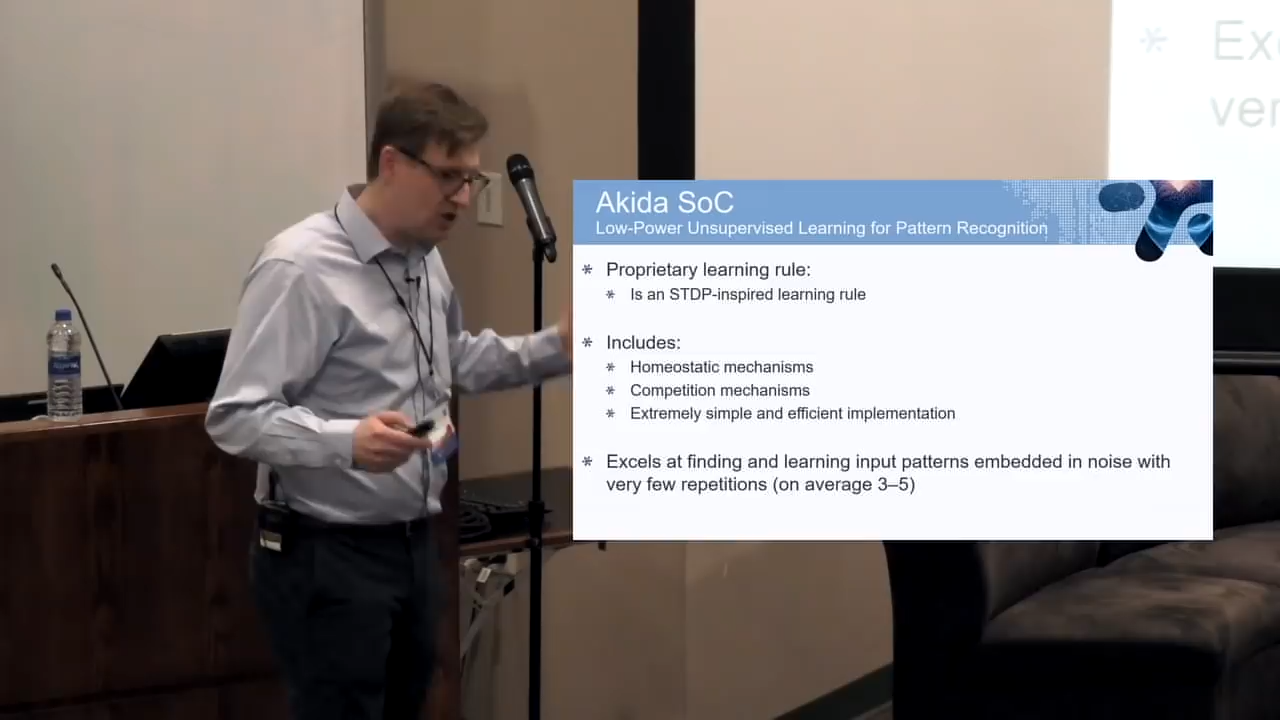 Ex
ver
Akida SoC
Low-Power Unsupervised Learning for Pattern Recognition
* Proprietary learning rule:
* Is an STDP-inspired learning rule
* Includes:
* Homeostatic mechanisms
* Competition mechanisms
* Extremely simple and efficient implementation
* Excels at finding and learning input patterns embedded in noise with
very few repetitions (on average 3–5)